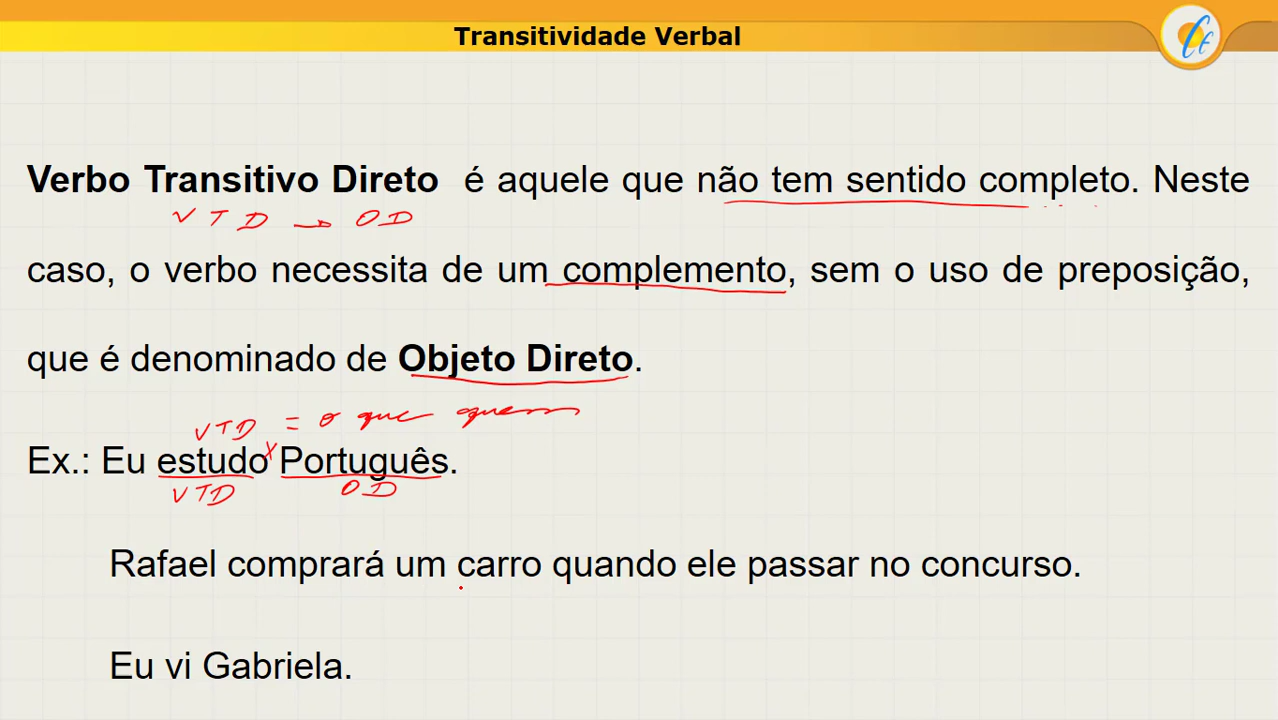 Transitividade Verbal
Verbo Transitivo Direto é aquele que não tem sentido completo. Neste
VTD → OD
caso, o verbo necessita de um complemento, sem o uso de preposição,
que é denominado de Objeto Direto.
VTD = o que quem
Ex.: Eu estudo x Português.
VTD OD
Rafael comprará um carro quando ele passar no concurso.
Eu vi Gabriela.